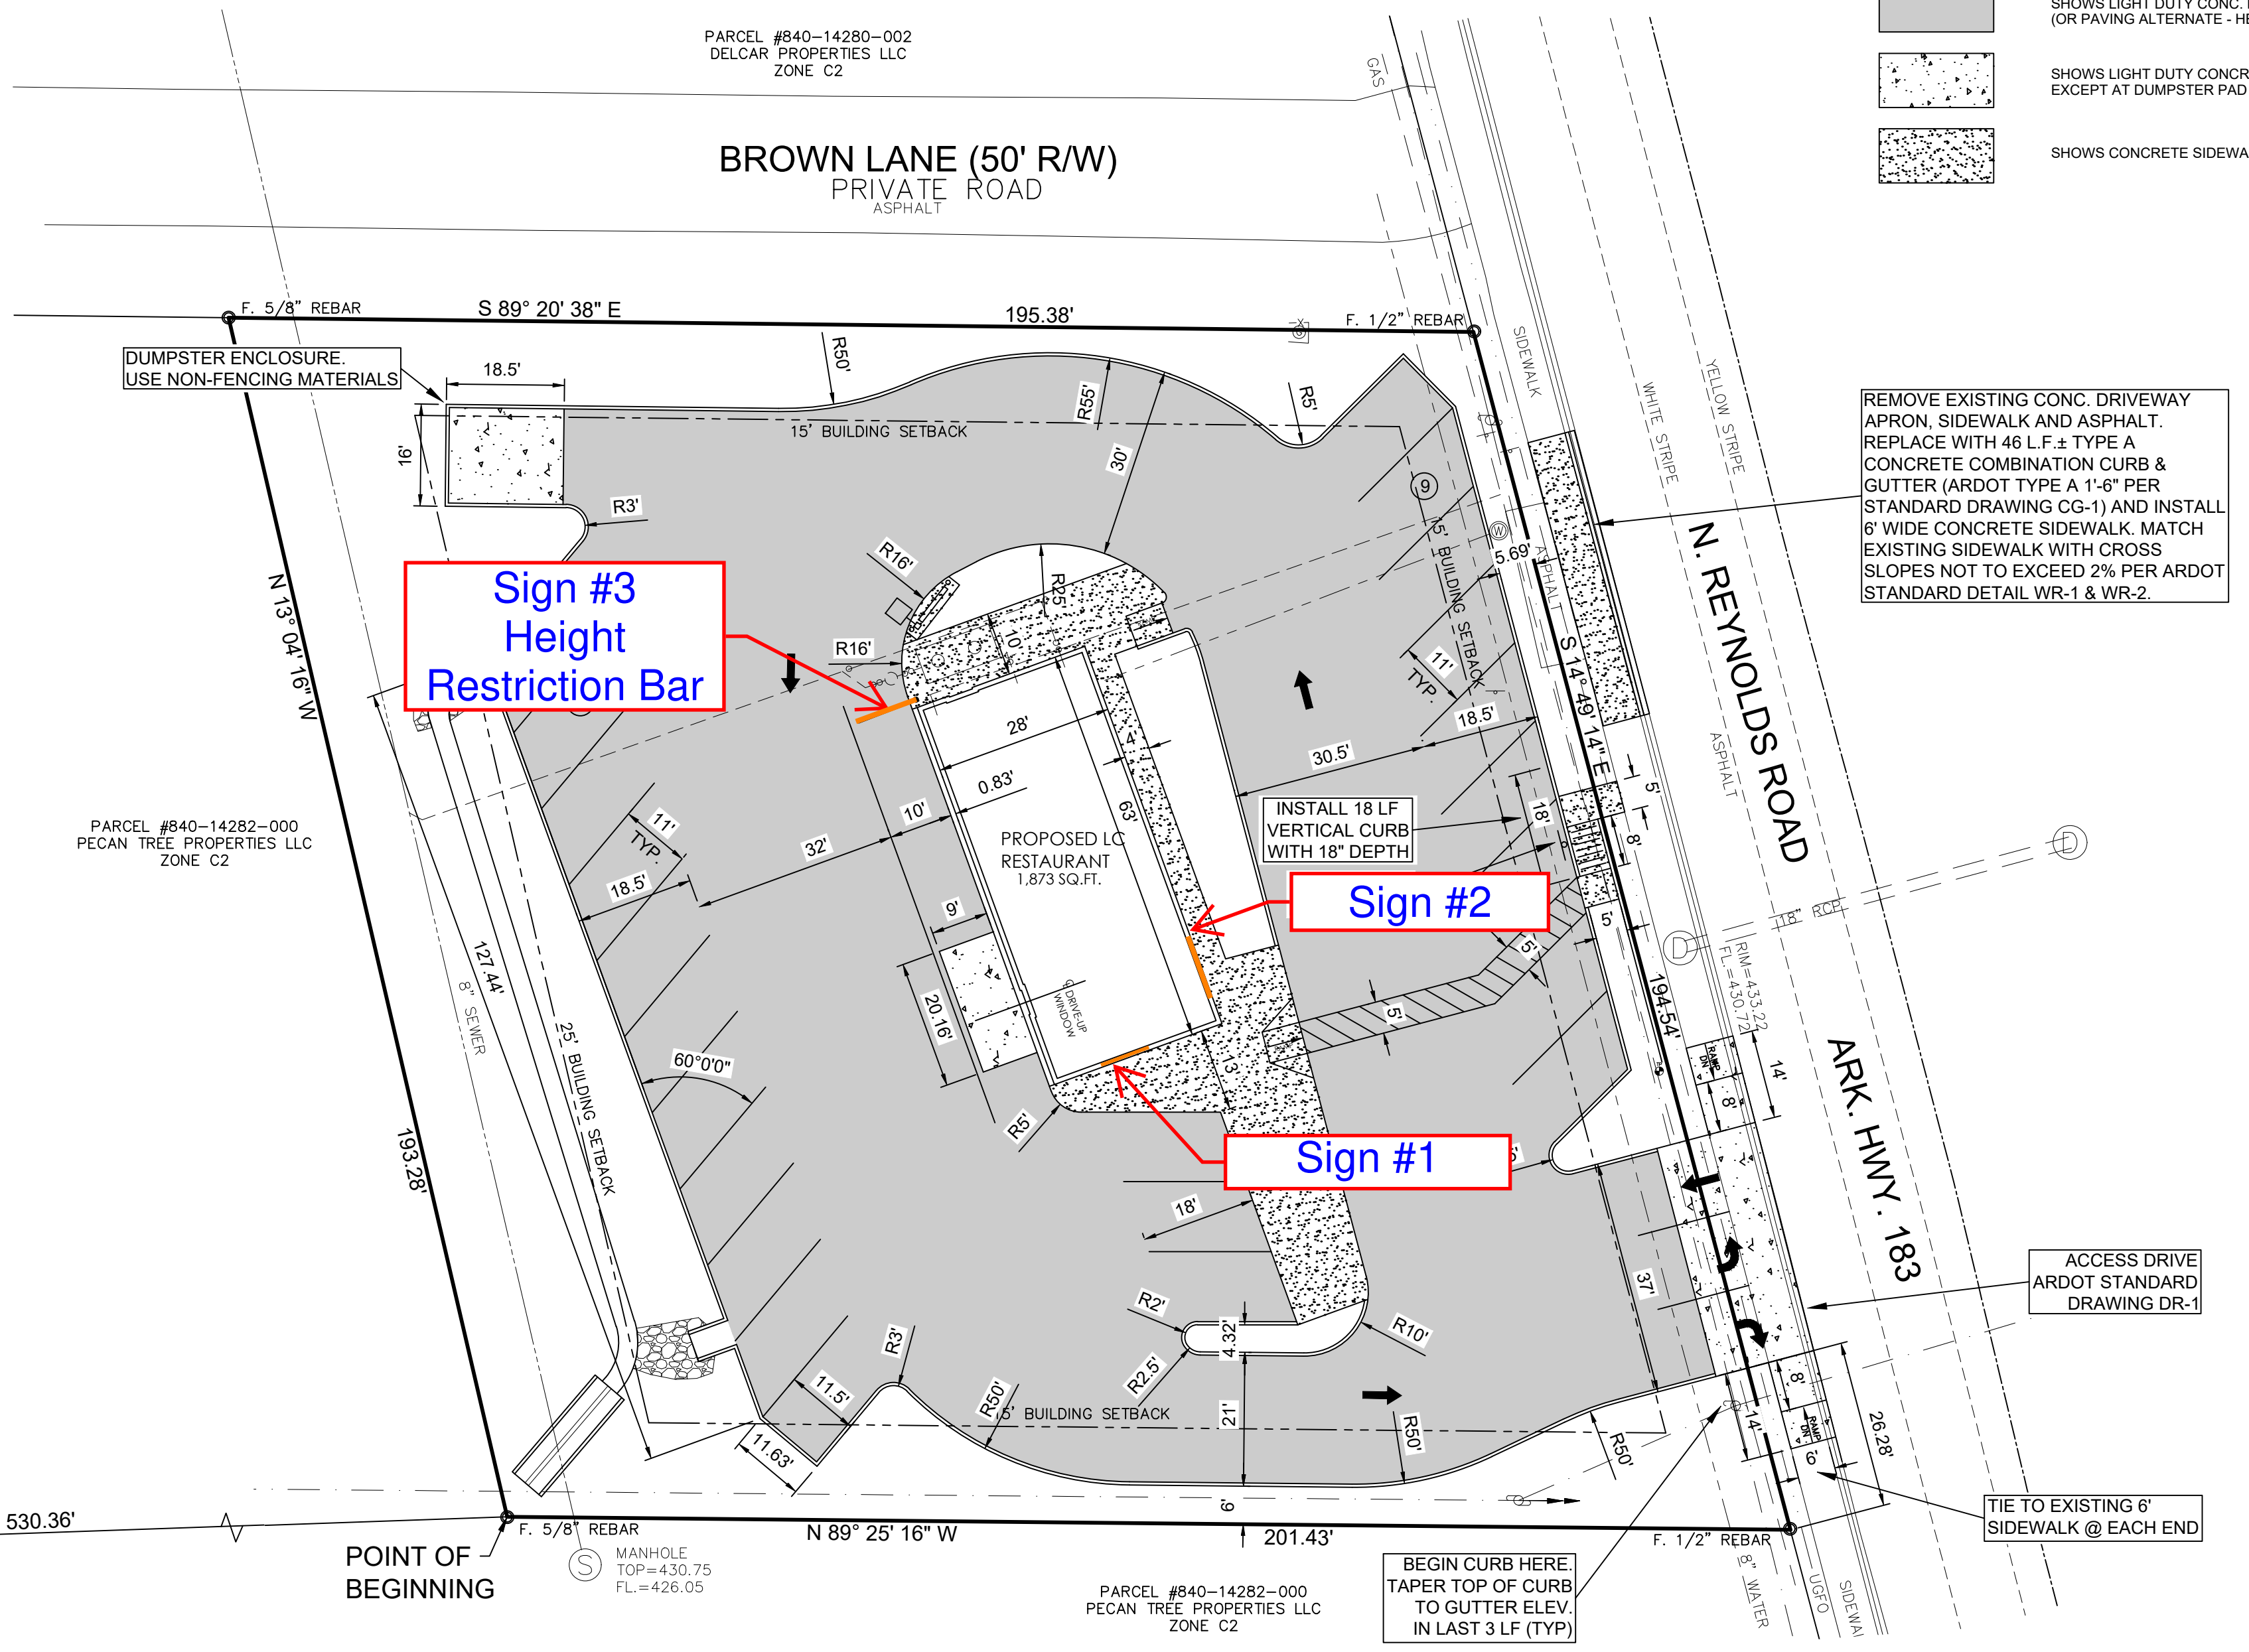 PARCEL #840-14280-002
DELCAR PROPERTIES LLC
ZONE C2
SHOWS LIGHT DUTY CONC.
(OR PAVING ALTERNATE -
SHOWS LIGHT DUTY
EXCEPT AT DUMPSTER PAD
SHOWS CONCRETE
GAS
BROWN LANE (50' R/W)
PRIVATE ROAD
ASPHALT
F. 5/8" REBAR
S 89° 20' 38" E
195.38'
F. 1/2" REBAR
DUMPSTER ENCLOSURE.
USE NON-FENCING MATERIALS
18.5'
16'
R50'
R55'
R5'
30'
15' BUILDING SETBACK
R3'
SIDEWALK
WHITE STRIPE
YELLOW STRIPE
REMOVE EXISTING CONC. DRIVEWAY
APRON, SIDEWALK AND ASPHALT.
REPLACE WITH 46 L.F.± TYPE A
CONCRETE COMBINATION CURB &
GUTTER (ARDOT TYPE A 1'-6" PER
STANDARD DRAWING CG-1) AND INSTALL
6' WIDE CONCRETE SIDEWALK. MATCH
EXISTING SIDEWALK WITH CROSS
SLOPES NOT TO EXCEED 2% PER ARDOT
STANDARD DETAIL WR-1 & WR-2.
9
W
5.69'
ASPHALT
15' BUILDING SETBACK
N. REYNOLDS ROAD
ASPHALT
Sign #3
Height
Restriction Bar
R16'
R16'
R25'
10'
N 13° 04' 16" W
S 14° 49' 14" E
11'
TYP.
18.5'
30.5'
28'
4'
0.83'
63'
10'
32'
PROPOSED LC
RESTAURANT
1,873 SQ.FT.
INSTALL 18 LF
VERTICAL CURB
WITH 18" DEPTH
18'
5'
8'
PARCEL #840-14282-000
PECAN TREE PROPERTIES LLC
ZONE C2
11'
TYP.
18.5'
9'
20.16'
CL DRIVE-UP
WINDOW
Sign #2
5'
5'
5'
D
18" RCP
D
RIM=433.22
FL.=430.72
194.54'
127.44'
8" SEWER
25' BUILDING SETBACK
60°0'0"
193.28'
13'
R5'
Sign #1
18'
RAMP
DN
14'
8'
ARK. HWY. 183
37'
ACCESS DRIVE
ARDOT STANDARD
DRAWING DR-1
R2'
4.32'
R10'
R2.5'
R3'
11.5'
11.63'
R50'
15' BUILDING SETBACK
21'
R50'
R50'
14'
8'
RAMP
DN
6'
26.28'
TIE TO EXISTING 6'
SIDEWALK @ EACH END
530.36'
F. 5/8" REBAR
N 89° 25' 16" W
6'
201.43'
F. 1/2" REBAR
POINT OF
BEGINNING
S
MANHOLE
TOP=430.75
FL.=426.05
PARCEL #840-14282-000
PECAN TREE PROPERTIES LLC
ZONE C2
BEGIN CURB HERE.
TAPER TOP OF CURB
TO GUTTER ELEV.
IN LAST 3 LF (TYP)
8" WATER
UGFO